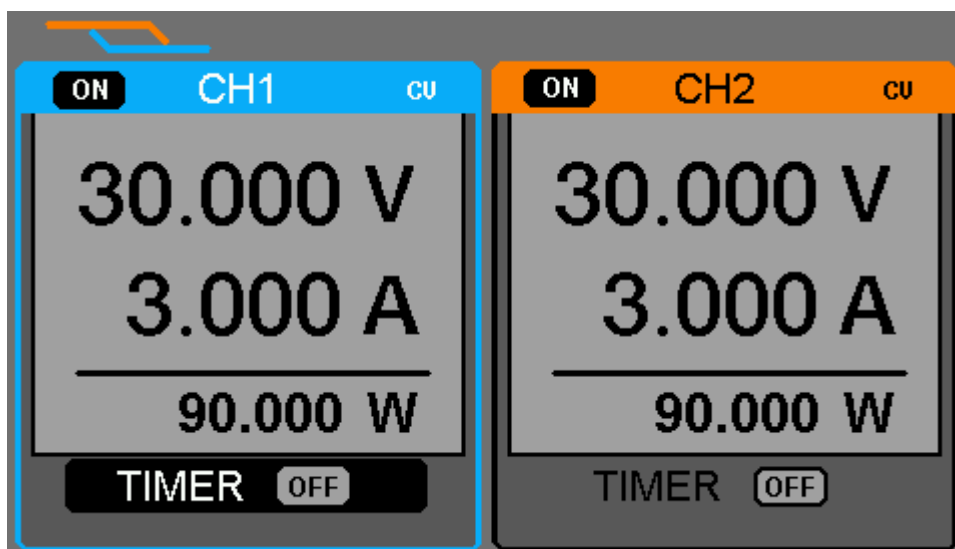 ON CH1 CV
30.000 V
3.000 A
90.000 W
TIMER OFF
ON CH2 CV
30.000 V
3.000 A
90.000 W
TIMER OFF